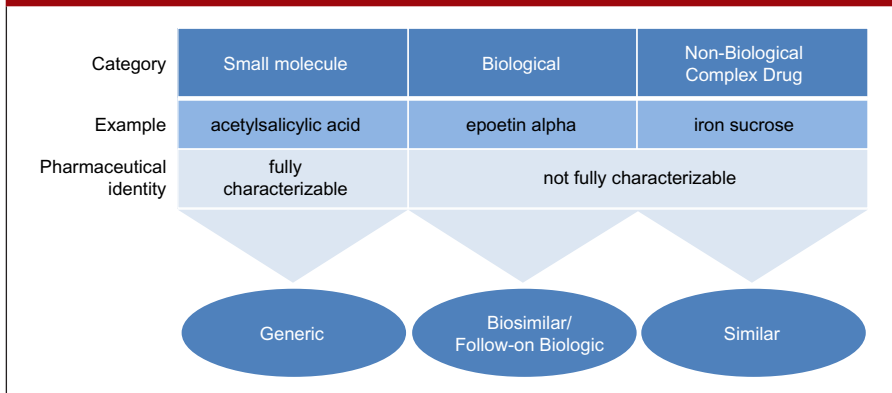 Category
Small molecule
Biological
Non-Biological
Complex Drug
Example
acetylsalicylic acid
epoetin alpha
iron sucrose
Pharmaceutical
identity
fully
characterizable
not fully characterizable
Generic
Biosimilar/
Follow-on Biologic
Similar